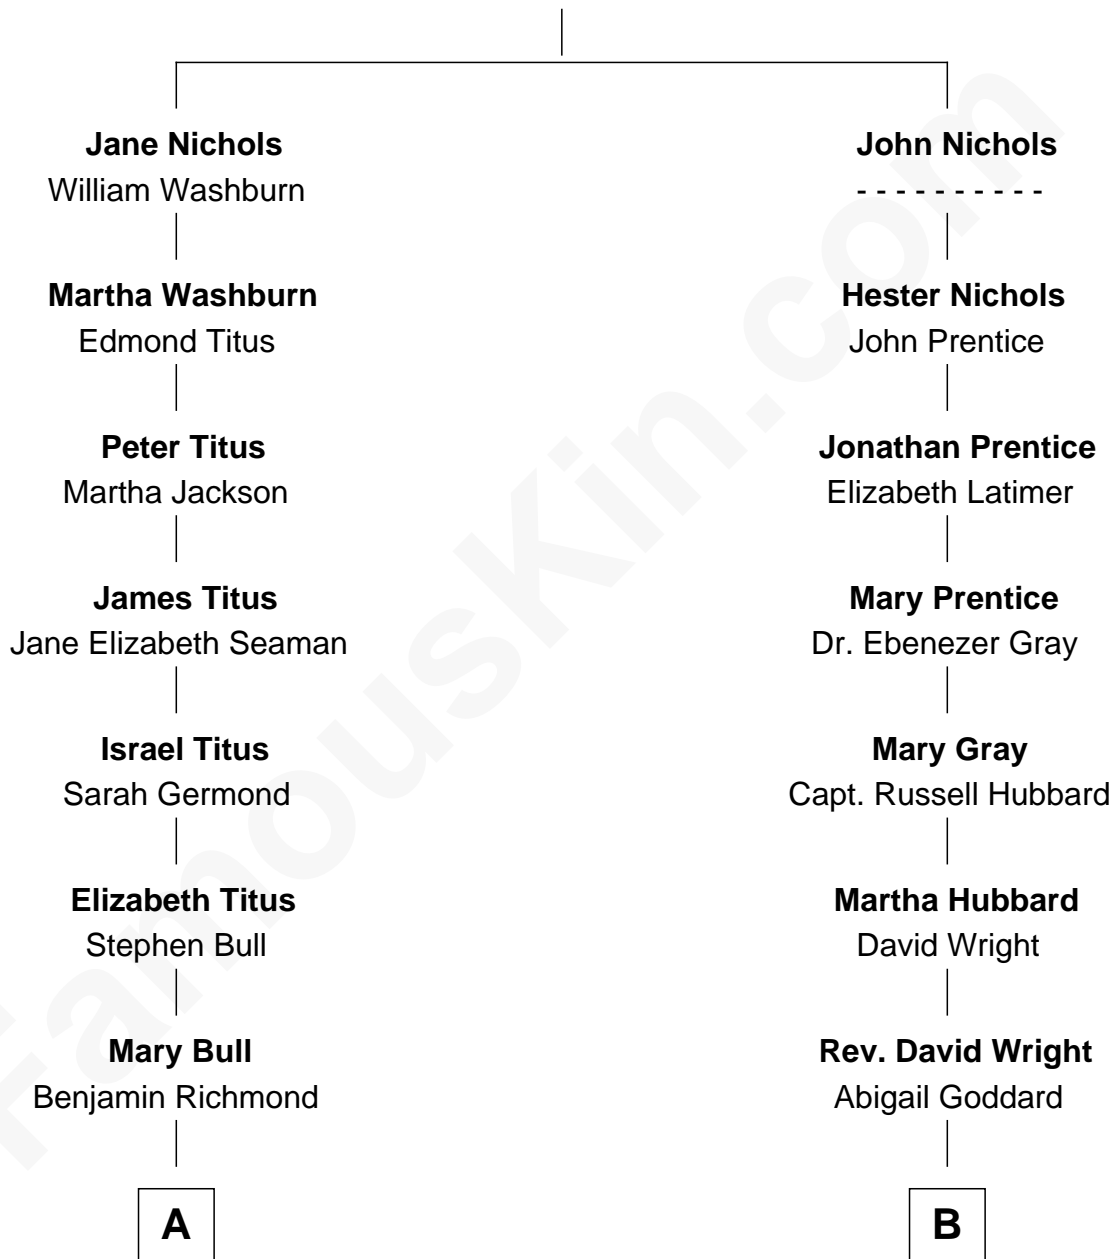 Jane Nichols
William Washburn
Martha Washburn
Edmond Titus
Peter Titus
Martha Jackson
James Titus
Jane Elizabeth Seaman
Israel Titus
Sarah Germond
Elizabeth Titus
Stephen Bull
Mary Bull
Benjamin Richmond
A
John Nichols
- - - - - - - - - -
Hester Nichols
John Prentice
Jonathan Prentice
Elizabeth Latimer
Mary Prentice
Dr. Ebenezer Gray
Mary Gray
Capt. Russell Hubbard
Martha Hubbard
David Wright
Rev. David Wright
Abigail Goddard
B
FamousKin.com